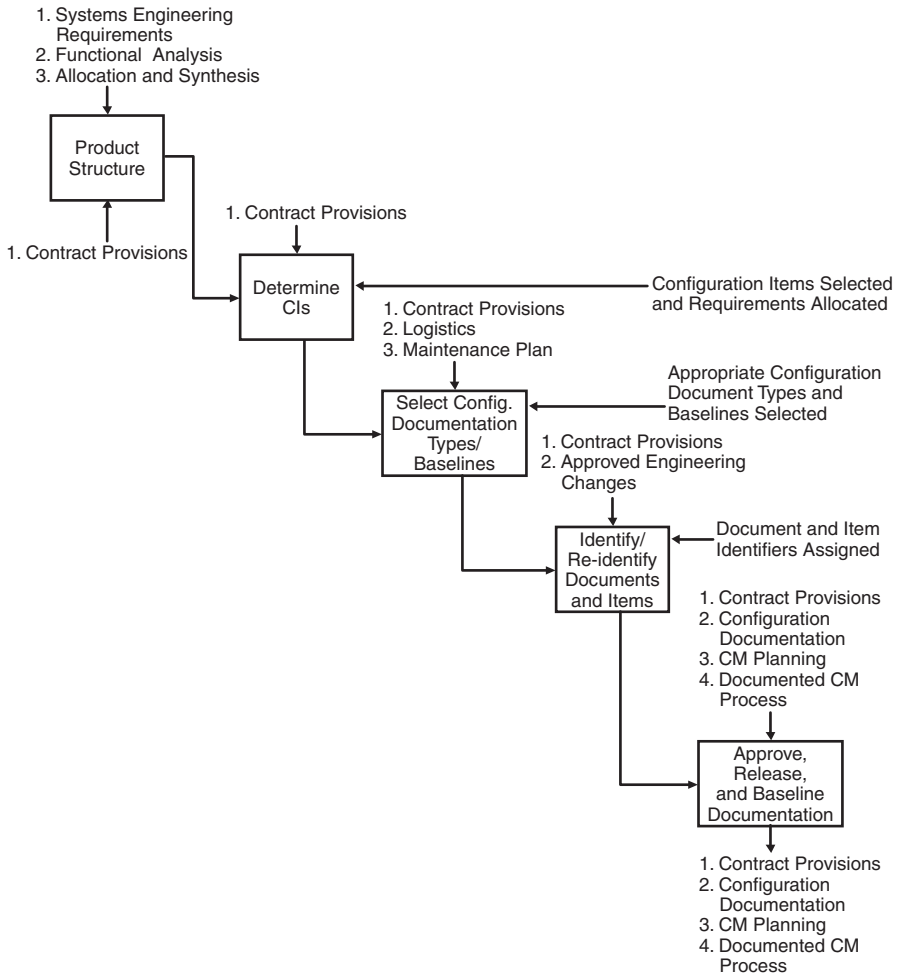 1. Systems Engineering
Requirements
2. Functional Analysis
3. Allocation and Synthesis
Product
Structure
1. Contract Provisions
1. Contract Provisions
Determine
CIs
Configuration Items Selected
and Requirements Allocated
1. Contract Provisions
2. Logistics
3. Maintenance Plan
Select Config.
Documentation
Types/
Baselines
Appropriate Configuration
Document Types and
Baselines Selected
1. Contract Provisions
2. Approved Engineering
Changes
Identify/
Re-identify
Documents
and Items
Document and Item
Identifiers Assigned
1. Contract Provisions
2. Configuration
Documentation
3. CM Planning
4. Documented CM
Process
Approve,
Release,
and Baseline
Documentation
1. Contract Provisions
2. Configuration
Documentation
3. CM Planning
4. Documented CM
Process